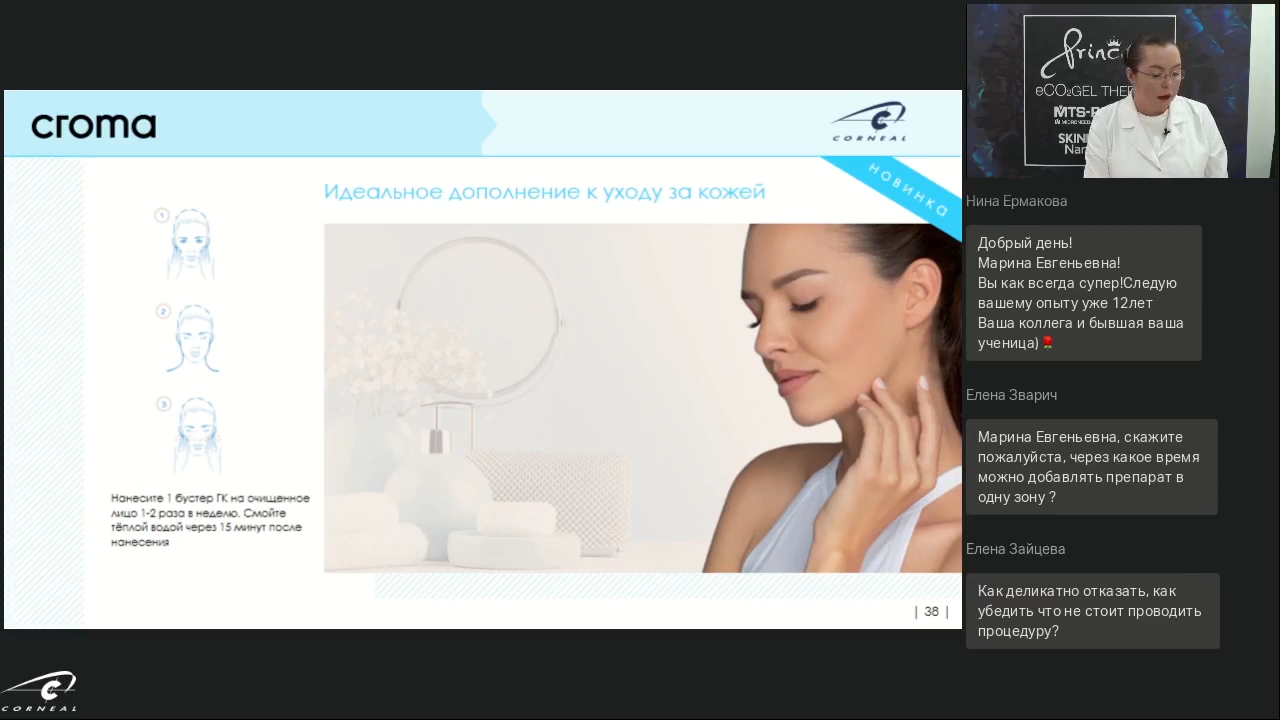 croma
CORNEAL
новинка
Идеальное дополнение к уходу за кожей
1
2
3
Нанесите 1 бустер ГК на очищенное
лицо 1-2 раза в неделю. Смойте
тёплой водой через 15 минут после
нанесения
| 38 |
CORNEAL
eCO₂GEL THER
MTS-
SKIN
Nan
Нина Ермакова
Добрый день!
Марина Евгеньевна!
Вы как всегда супер!Следую
вашему опыту уже 12лет
Ваша коллега и бывшая ваша
ученица)🌹
Елена Зварич
Марина Евгеньевна, скажите
пожалуйста, через какое время
можно добавлять препарат в
одну зону ?
Елена Зайцева
Как деликатно отказать, как
убедить что не стоит проводить
процедуру?